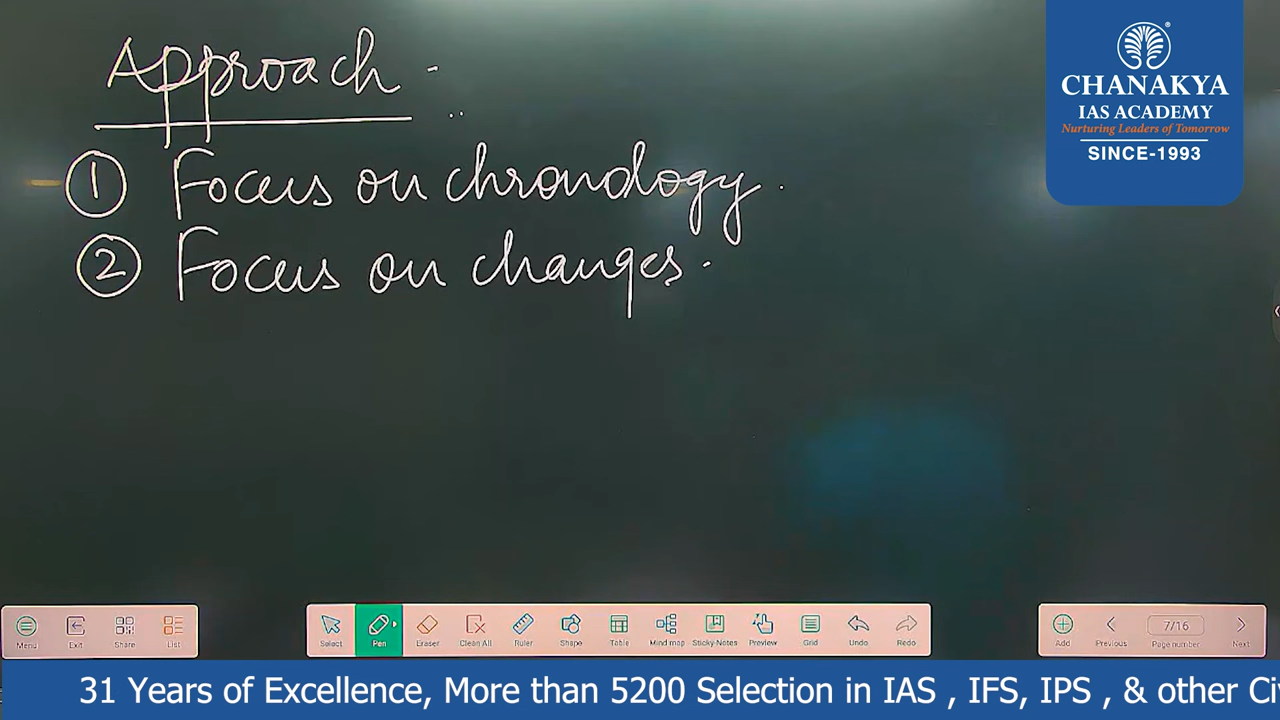 Approach -
① Focus on chronology.
② Focus on changes.
CHANAKYA
IAS ACADEMY
Nurturing Leaders of Tomorrow
SINCE-1993
Menu Exit Share List
Select Pen Eraser Clean All Ruler Shape Table Mind map Sticky-Notes Preview Grid Undo Redo
Add Previous 7/16 Page number Next
31 Years of Excellence, More than 5200 Selection in IAS , IFS, IPS , & other Ci